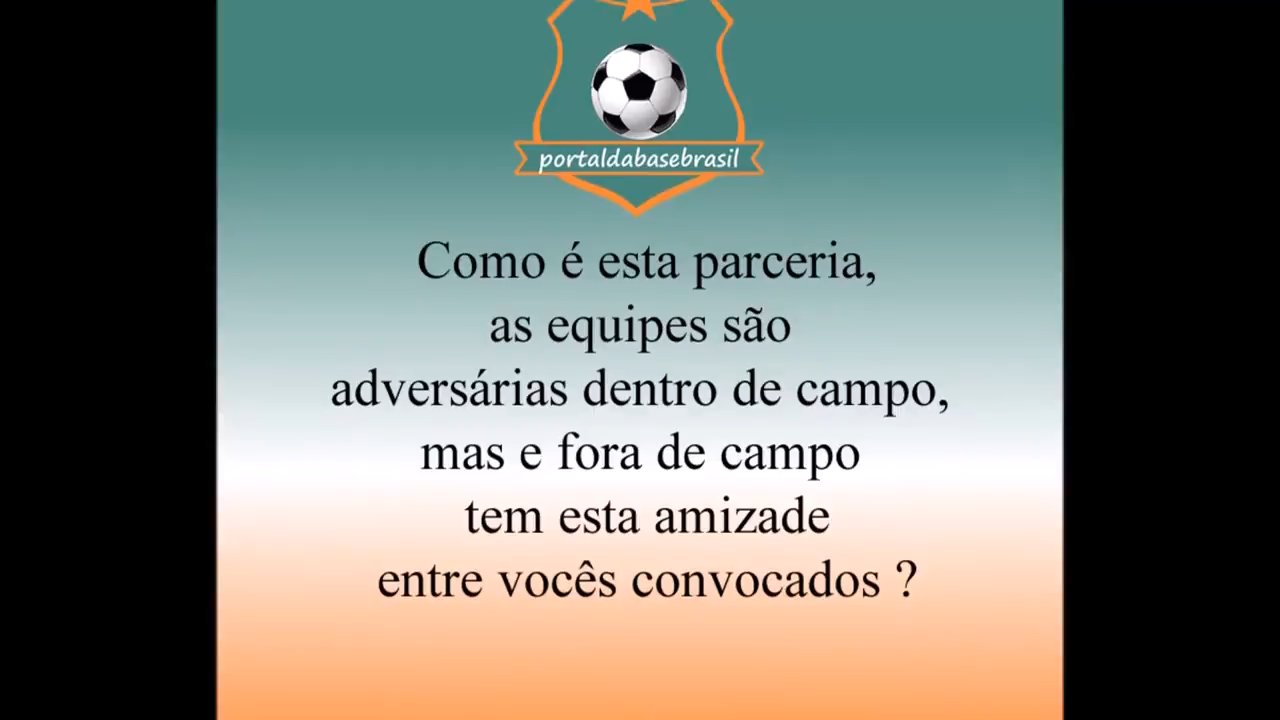 portaldabasebrasil
Como é esta parceria,
as equipes são
adversárias dentro de campo,
mas e fora de campo
tem esta amizade
entre vocês convocados ?